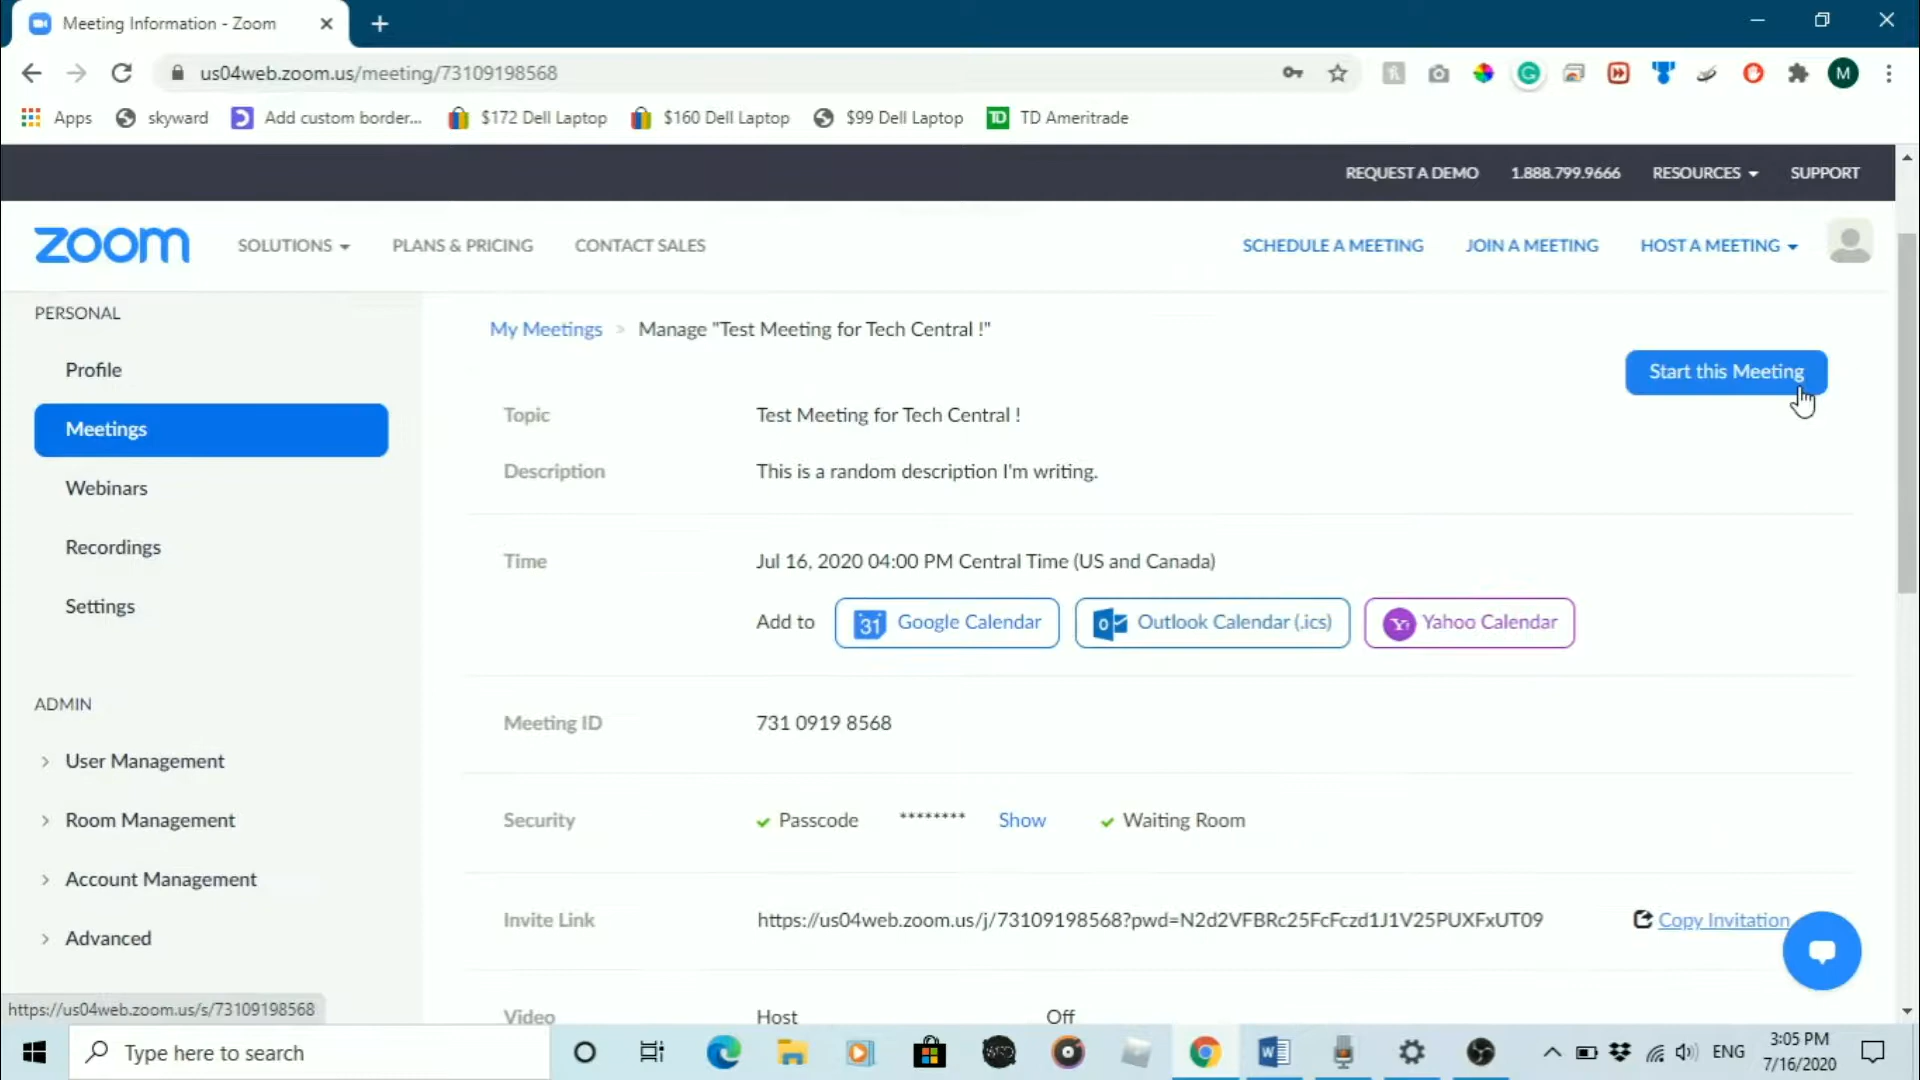 Meeting Information - Zoom
us04web.zoom.us/meeting/73109198568
M
Apps
skyward
Add custom border...
$172 Dell Laptop
$160 Dell Laptop
$99 Dell Laptop
TD
TD Ameritrade
REQUEST A DEMO
1.888.799.9666
RESOURCES
SUPPORT
zoom
SOLUTIONS
PLANS & PRICING
CONTACT SALES
SCHEDULE A MEETING
JOIN A MEETING
HOST A MEETING
PERSONAL
Profile
Meetings
Webinars
Recordings
Settings
ADMIN
User Management
Room Management
Account Management
Advanced
My Meetings > Manage "Test Meeting for Tech Central !"
Start this Meeting
Topic
Test Meeting for Tech Central !
Description
This is a random description I'm writing.
Time
Jul 16, 2020 04:00 PM Central Time (US and Canada)
Add to
31 Google Calendar
Outlook Calendar (.ics)
Yahoo Calendar
Meeting ID
731 0919 8568
Security
Passcode
********
Show
Waiting Room
Invite Link
https://us04web.zoom.us/j/73109198568?pwd=N2d2VFBRc25FcFczd1J1V25PUXFxUT09
Copy Invitation
Video
Host
Off
https://us04web.zoom.us/s/73109198568
Type here to search
ENG
3:05 PM
7/16/2020